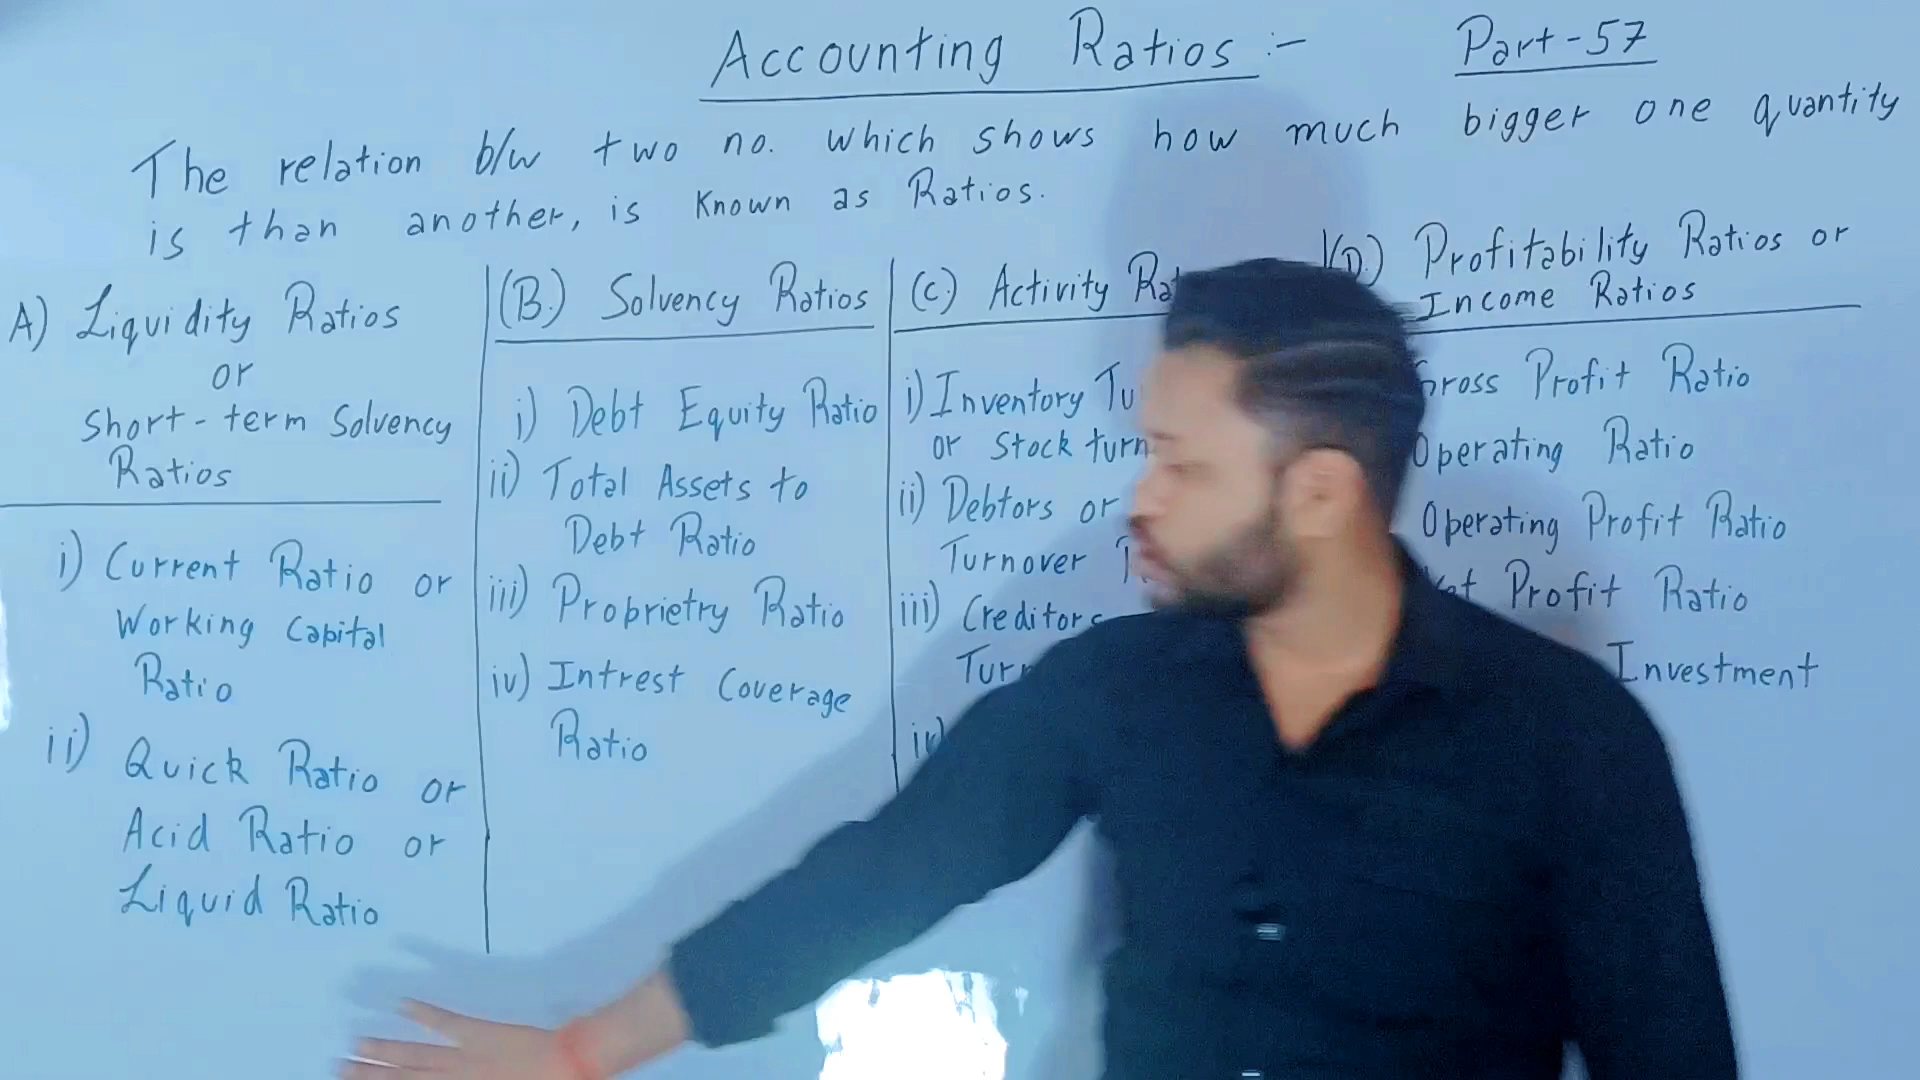 Accounting Ratios :-
Part-57
The relation b/w two no. which shows how much bigger one quantity
is than another, is known as Ratios.
A) Liquidity Ratios
or
Short-term Solvency
Ratios
i) Current Ratio or
Working Capital
Ratio
ii) Quick Ratio or
Acid Ratio or
Liquid Ratio
(B.) Solvency Ratios
i) Debt Equity Ratio
ii) Total Assets to
Debt Ratio
iii) Proprietry Ratio
iv) Intrest Coverage
Ratio
(C.) Activity
i) Inventory
or Stock
ii) Debtors or
Turnover
iii) Creditors
iv)
(D.) Profitability Ratios or
Income Ratios
Profit Ratio
Operating Ratio
Operating Profit Ratio
Profit Ratio
Investment